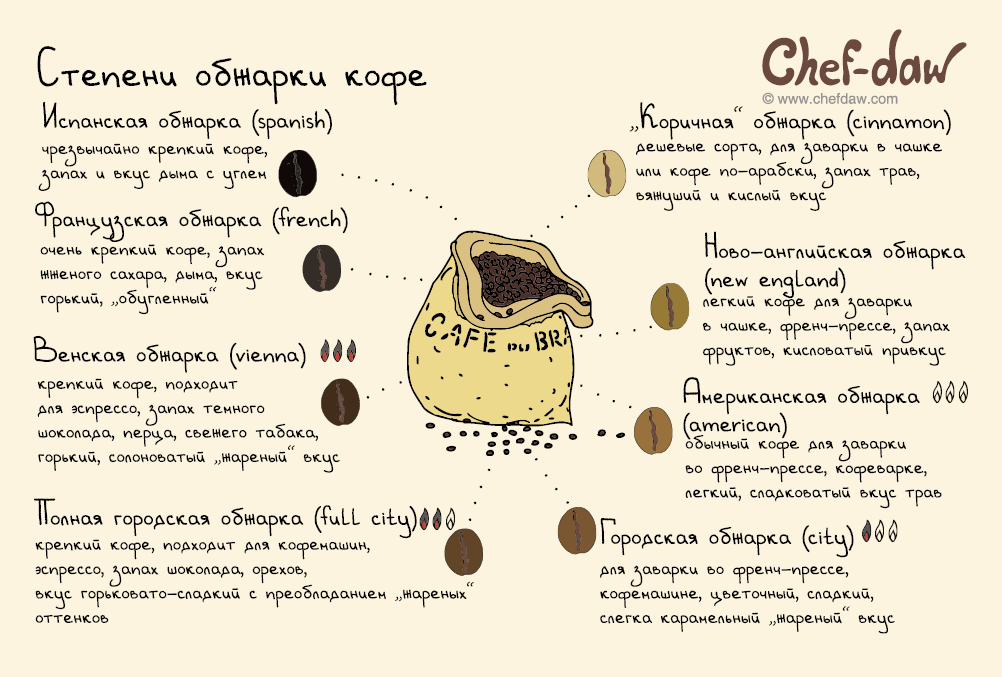 Степени обжарки кофе
Chef-daw
© www.chefdaw.com
Испанская обжарка (spanish)
чрезвычайно крепкий кофе,
запах и вкус дыма с углем
Французская обжарка (french)
очень крепкий кофе, запах
жженого сахара, дыма, вкус
горький, „обугленный“
Венская обжарка (vienna)
крепкий кофе, подходит
для эспрессо, запах темного
шоколада, перца, свежего табака,
горький, солоноватый „жареный“ вкус
Полная городская обжарка (full city)
крепкий кофе, подходит для кофемашин,
эспрессо, запах шоколада, орехов,
вкус горьковато-сладкий с преобладанием „жареных“
оттенков
„Коричная“ обжарка (cinnamon)
дешевые сорта, для заварки в чашке
или кофе по-арабски, запах трав,
вяжущий и кислый вкус
Ново-английская обжарка
(new england)
легкий кофе для заварки
в чашке, френч-прессе, запах
фруктов, кисловатый привкус
Американская обжарка
(american)
обычный кофе для заварки
во френч-прессе, кофеварке,
легкий, сладковатый вкус трав
Городская обжарка (city)
для заварки во френч-прессе,
кофемашине, цветочный, сладкий,
слегка карамельный „жареный“ вкус
CAFE DU BRA